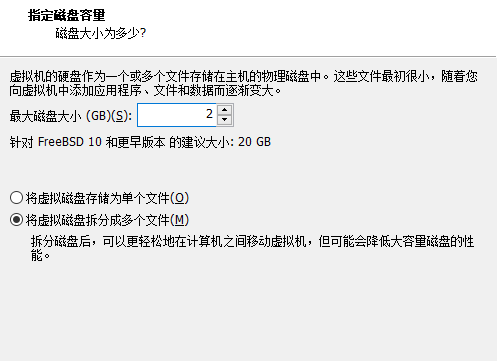 指定磁盘容量
磁盘大小为多少?
虚拟机的硬盘作为一个或多个文件存储在主机的物理磁盘中。这些文件最初很小，随着您
向虚拟机中添加应用程序、文件和数据而逐渐变大。
最大磁盘大小 (GB)(S): 2
针对 FreeBSD 10 和更早版本 的建议大小: 20 GB
将虚拟磁盘存储为单个文件(O)
将虚拟磁盘拆分成多个文件(M)
拆分磁盘后，可以更轻松地在计算机之间移动虚拟机，但可能会降低大容量磁盘的性
能。